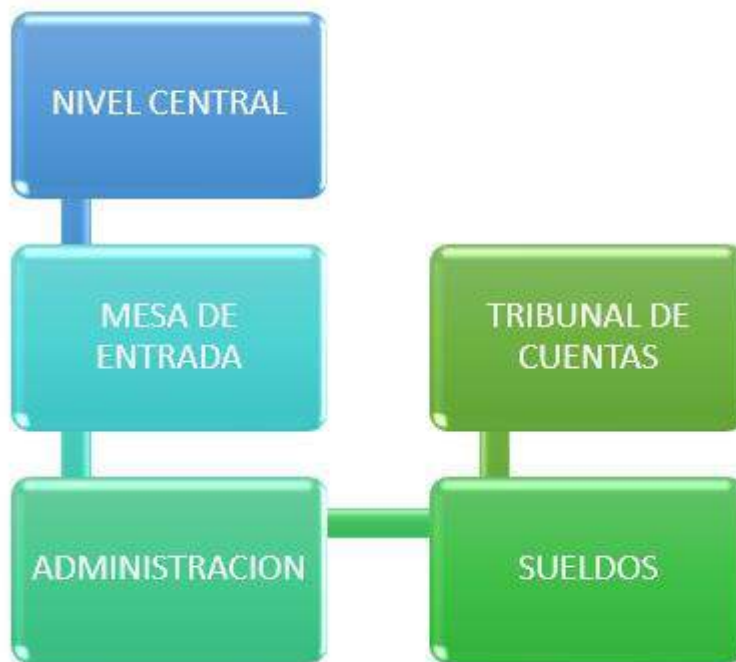 NIVEL CENTRAL
MESA DE
ENTRADA
ADMINISTRACION
SUELDOS
TRIBUNAL DE
CUENTAS